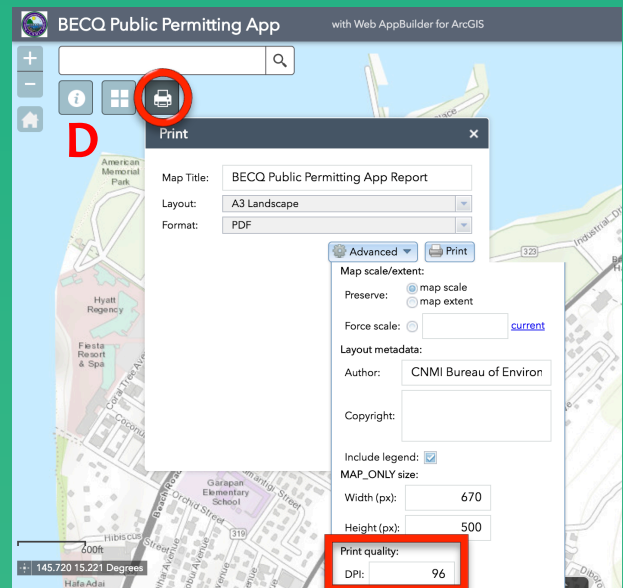 BECQ Public Permitting App
with Web AppBuilder for ArcGIS
+
−
i
D
Print
×
Map Title:
BECQ Public Permitting App Report
Layout:
A3 Landscape
Format:
PDF
Advanced
Print
Map scale/extent:
Preserve:
map scale
map extent
Force scale:
current
Layout metadata:
Author:
CNMI Bureau of Environ
Copyright:
Include legend:
MAP_ONLY size:
Width (px):
670
Height (px):
500
Print quality:
DPI:
96
American
Memorial
Park
Hyatt
Regency
Fiesta
Resort
& Spa
Coral Tree Ave
Garapan
Elementary
School
Beach Road
Orchid Street
Hibiscus
Street
323
319
600ft
145.720 15.221 Degrees
Hafa Adai